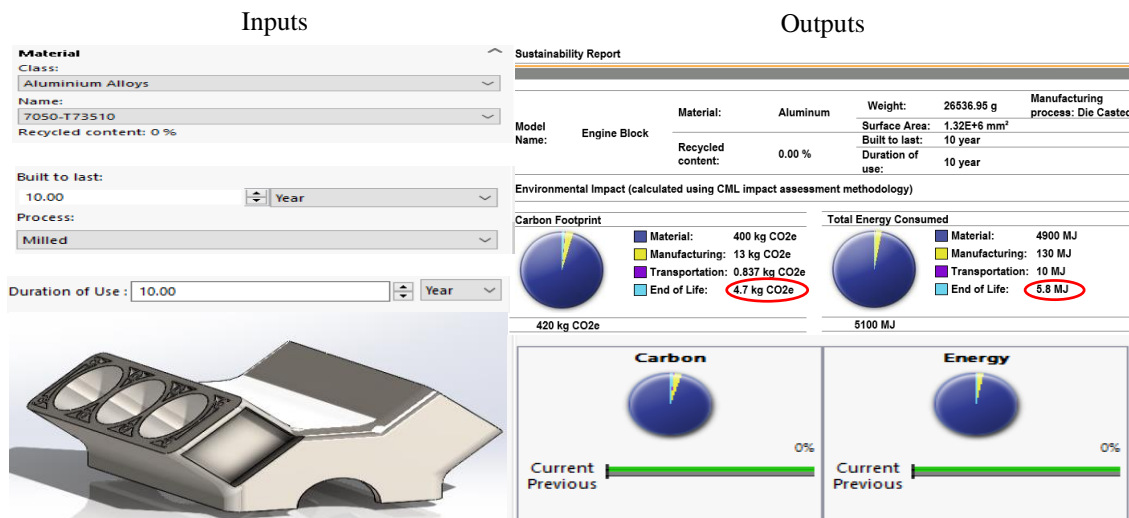 Inputs
Outputs
Material
Class:
Aluminium Alloys
Name:
7050-T73510
Recycled content: 0 %
Built to last:
10.00
Year
Process:
Milled
Duration of Use : 10.00
Year
Sustainability Report
Model Name:
Engine Block
Material:
Aluminum
Recycled content:
0.00 %
Weight:
26536.95 g
Surface Area:
1.32E+6 mm²
Built to last:
10 year
Duration of use:
10 year
Manufacturing
process: Die Casted
Environmental Impact (calculated using CML impact assessment methodology)
Carbon Footprint
Material: 400 kg CO2e
Manufacturing: 13 kg CO2e
Transportation: 0.837 kg CO2e
End of Life: 4.7 kg CO2e
420 kg CO2e
Total Energy Consumed
Material: 4900 MJ
Manufacturing: 130 MJ
Transportation: 10 MJ
End of Life: 5.8 MJ
5100 MJ
Carbon
0%
Current
Previous
Energy
0%
Current
Previous